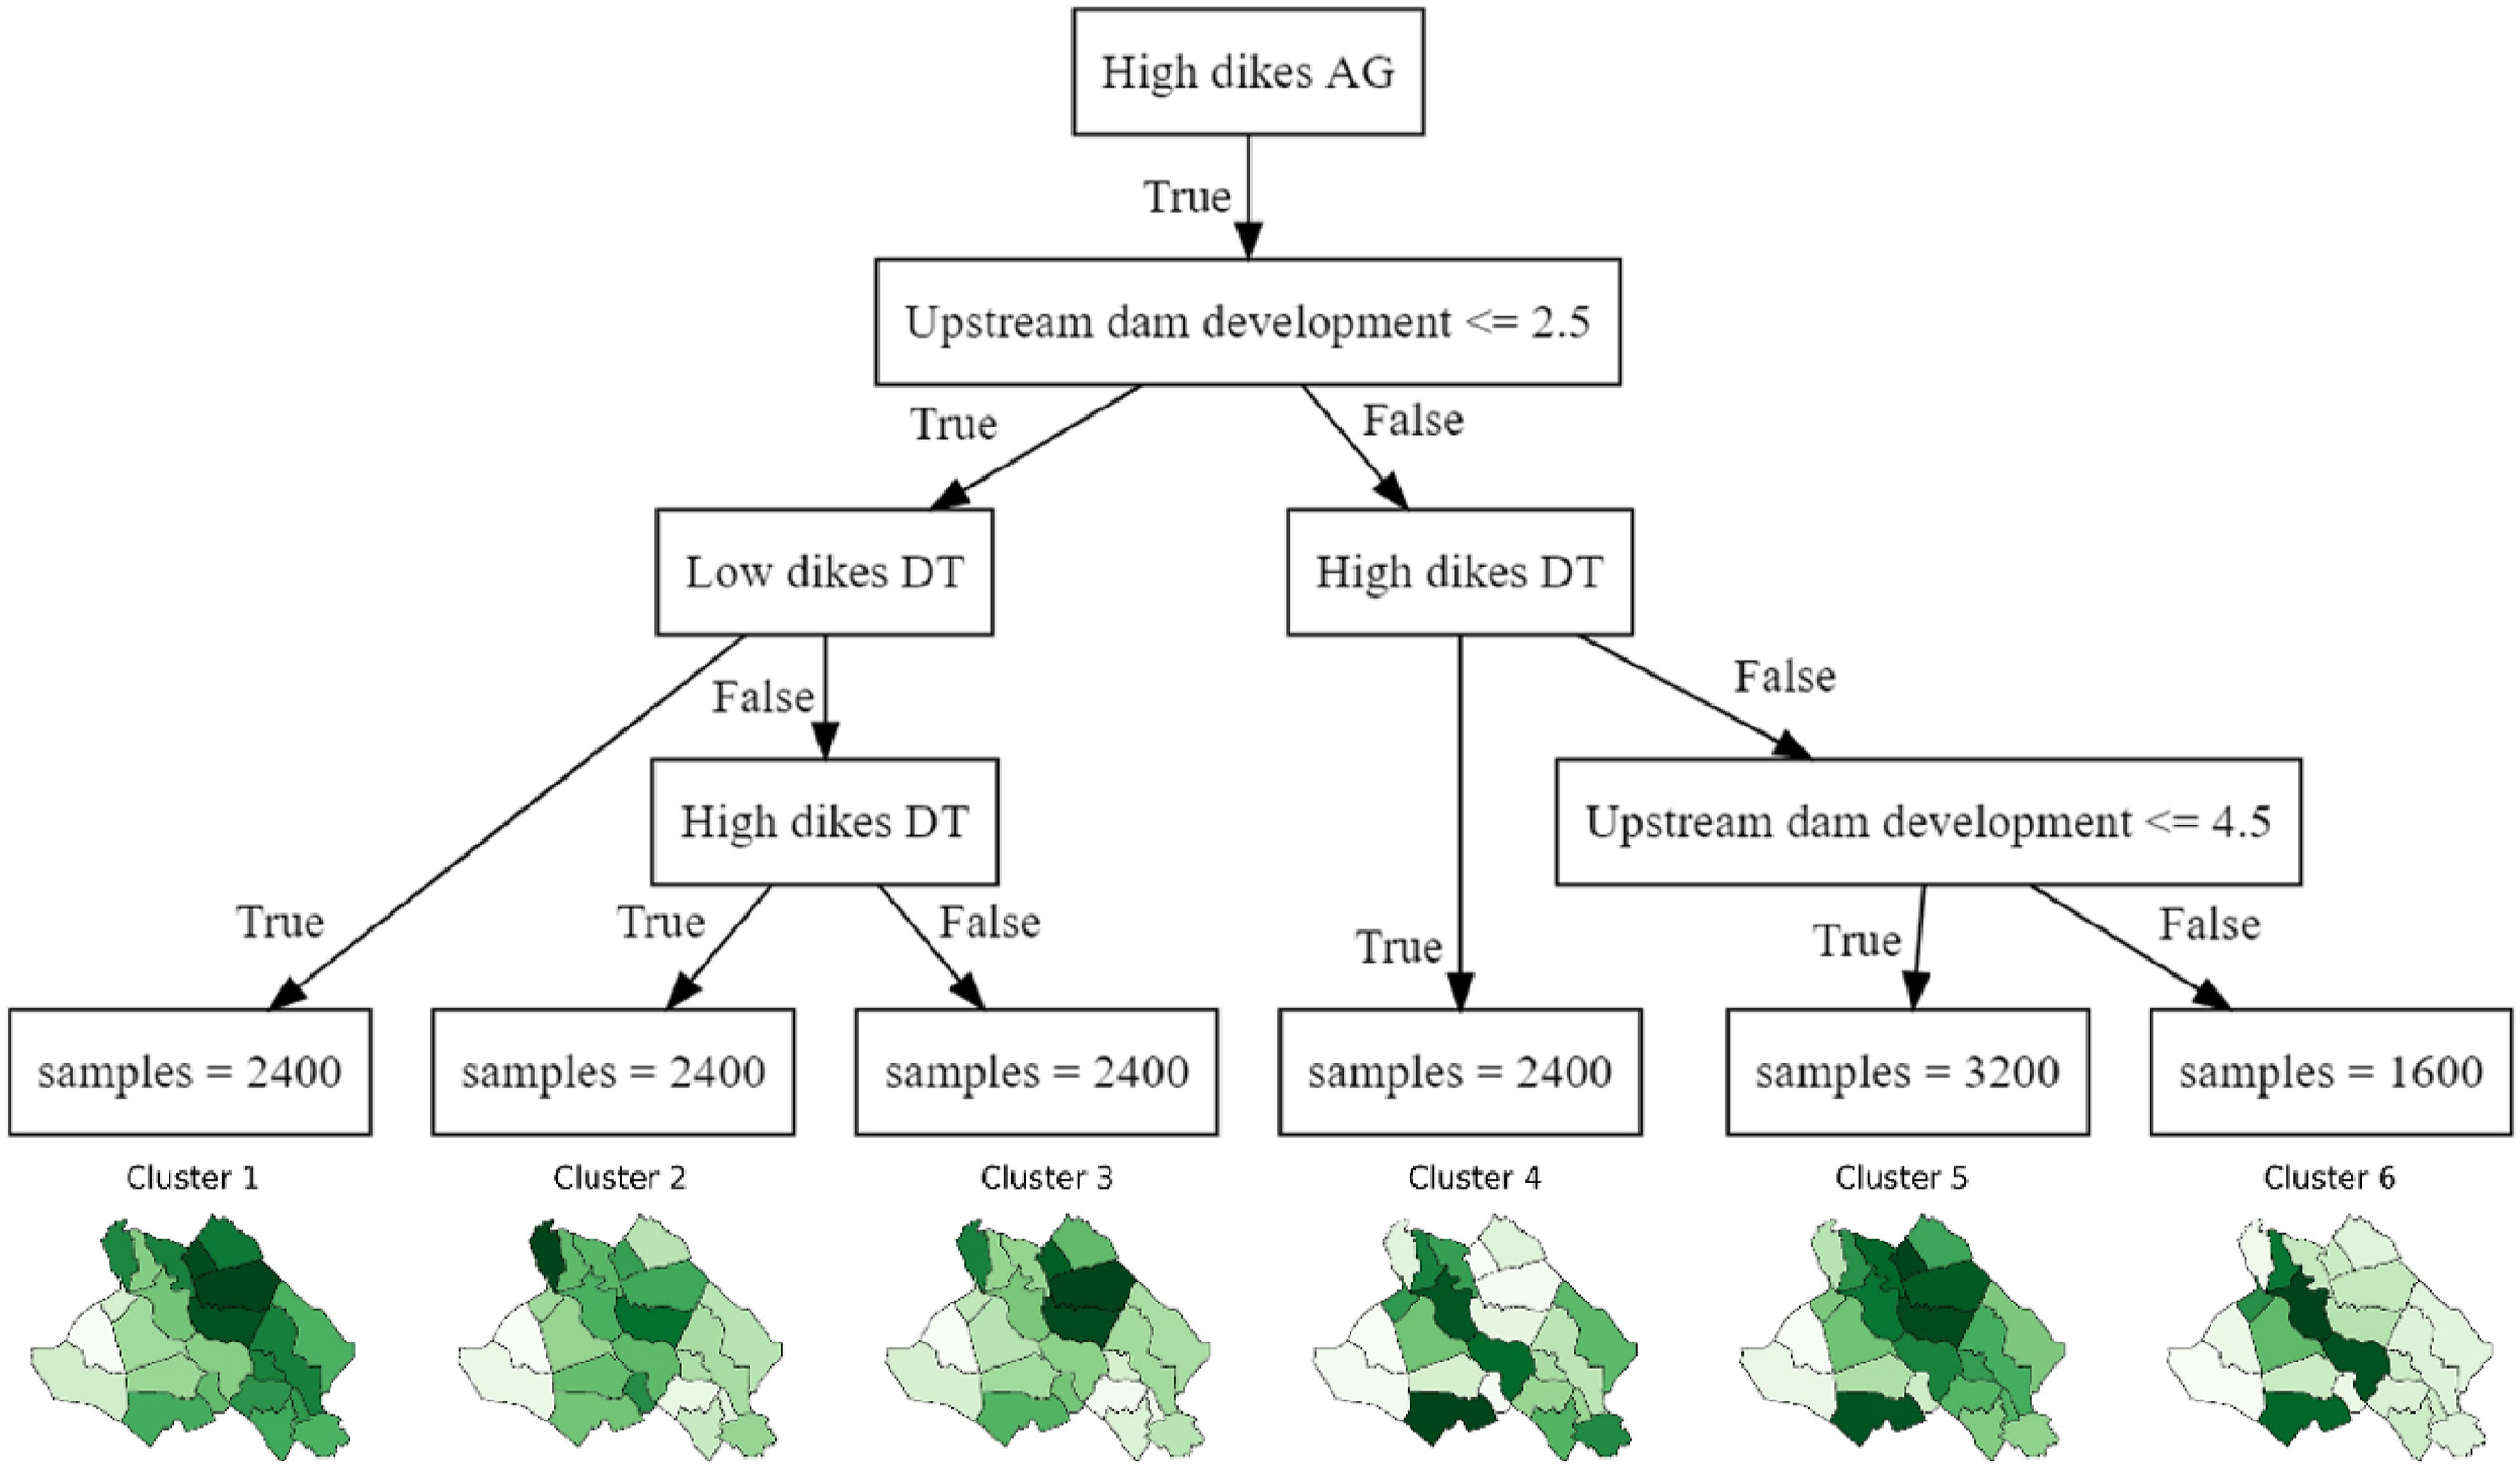 High dikes AG
True
Upstream dam development <= 2.5
True
False
Low dikes DT
High dikes DT
False
False
High dikes DT
Upstream dam development <= 4.5
True
True
False
True
True
False
samples = 2400
samples = 2400
samples = 2400
samples = 2400
samples = 3200
samples = 1600
Cluster 1
Cluster 2
Cluster 3
Cluster 4
Cluster 5
Cluster 6